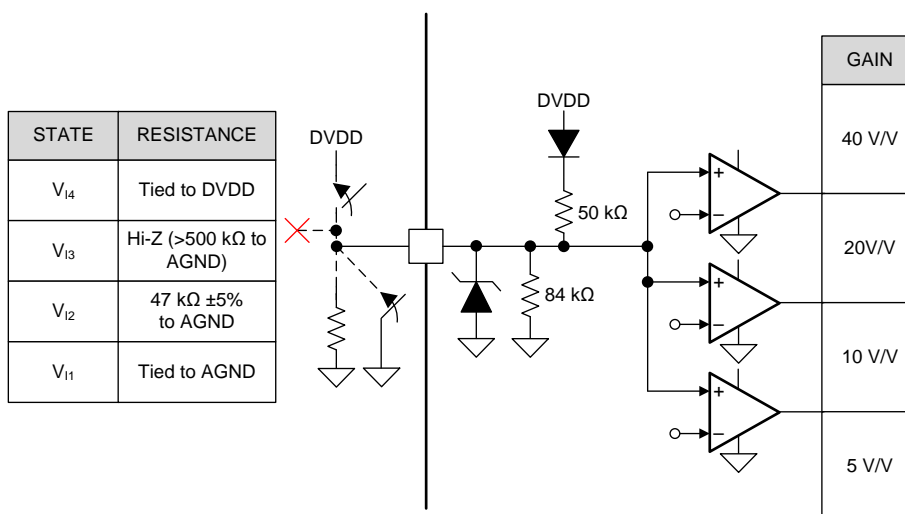 STATE RESISTANCE
V_I4 Tied to DVDD
V_I3 Hi-Z (>500 kΩ to
AGND)
V_I2 47 kΩ ±5%
to AGND
V_I1 Tied to AGND
DVDD
DVDD
50 kΩ
84 kΩ
+
−
+
−
+
−
GAIN
40 V/V
20V/V
10 V/V
5 V/V